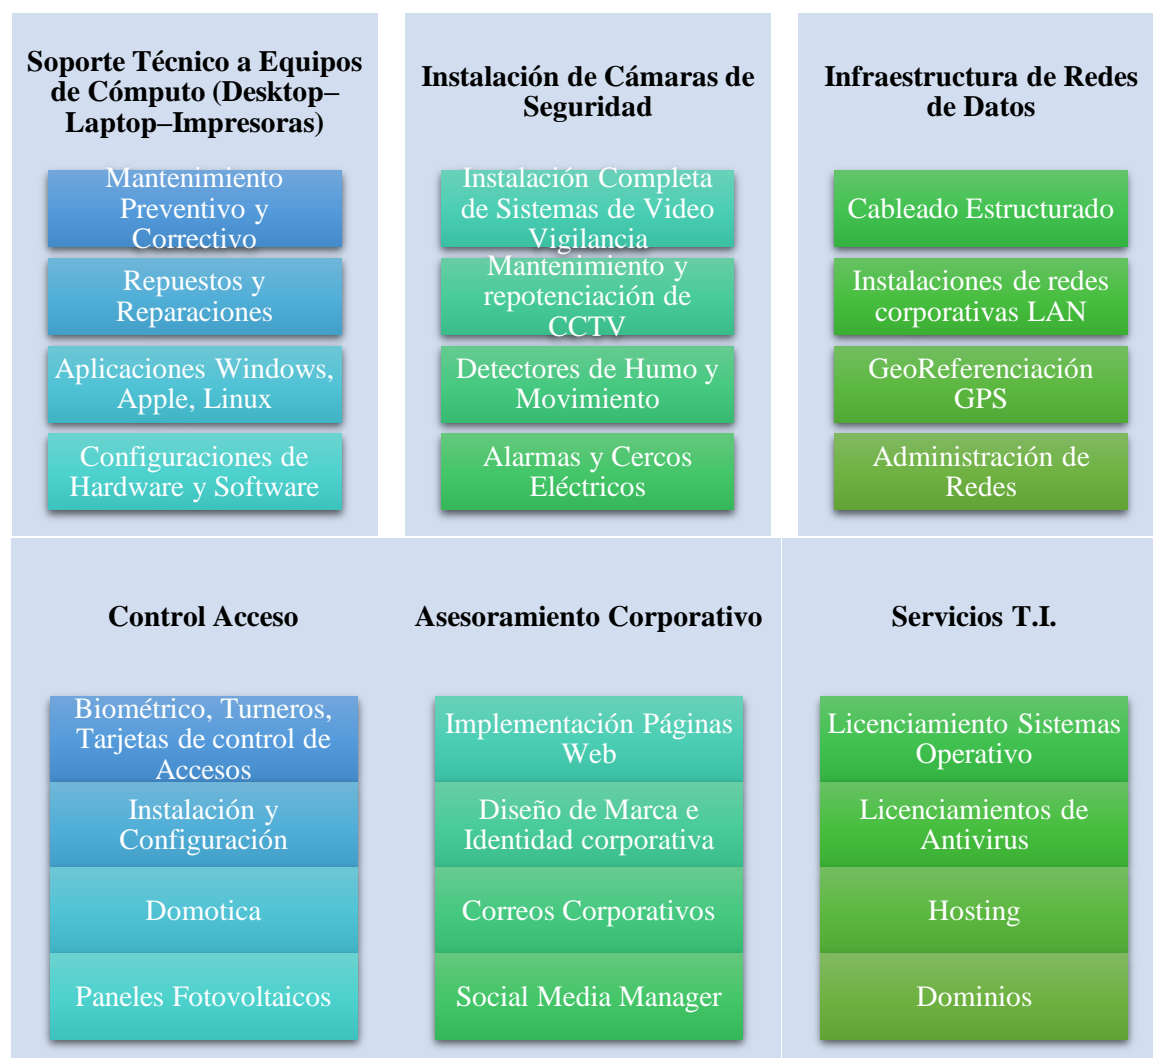 Soporte Técnico a Equipos
de Cómputo (Desktop–
Laptop–Impresoras)
Mantenimiento
Preventivo y
Correctivo
Repuestos y
Reparaciones
Aplicaciones Windows,
Apple, Linux
Configuraciones de
Hardware y Software
Instalación de Cámaras de
Seguridad
Instalación Completa
de Sistemas de Video
Vigilancia
Mantenimiento y
repotenciación de
CCTV
Detectores de Humo y
Movimiento
Alarmas y Cercos
Eléctricos
Infraestructura de Redes
de Datos
Cableado Estructurado
Instalaciones de redes
corporativas LAN
GeoReferenciación
GPS
Administración de
Redes
Control Acceso
Biométrico, Turneros,
Tarjetas de control de
Accesos
Instalación y
Configuración
Domotica
Paneles Fotovoltaicos
Asesoramiento Corporativo
Implementación Páginas
Web
Diseño de Marca e
Identidad corporativa
Correos Corporativos
Social Media Manager
Servicios T.I.
Licenciamiento Sistemas
Operativo
Licenciamientos de
Antivirus
Hosting
Dominios